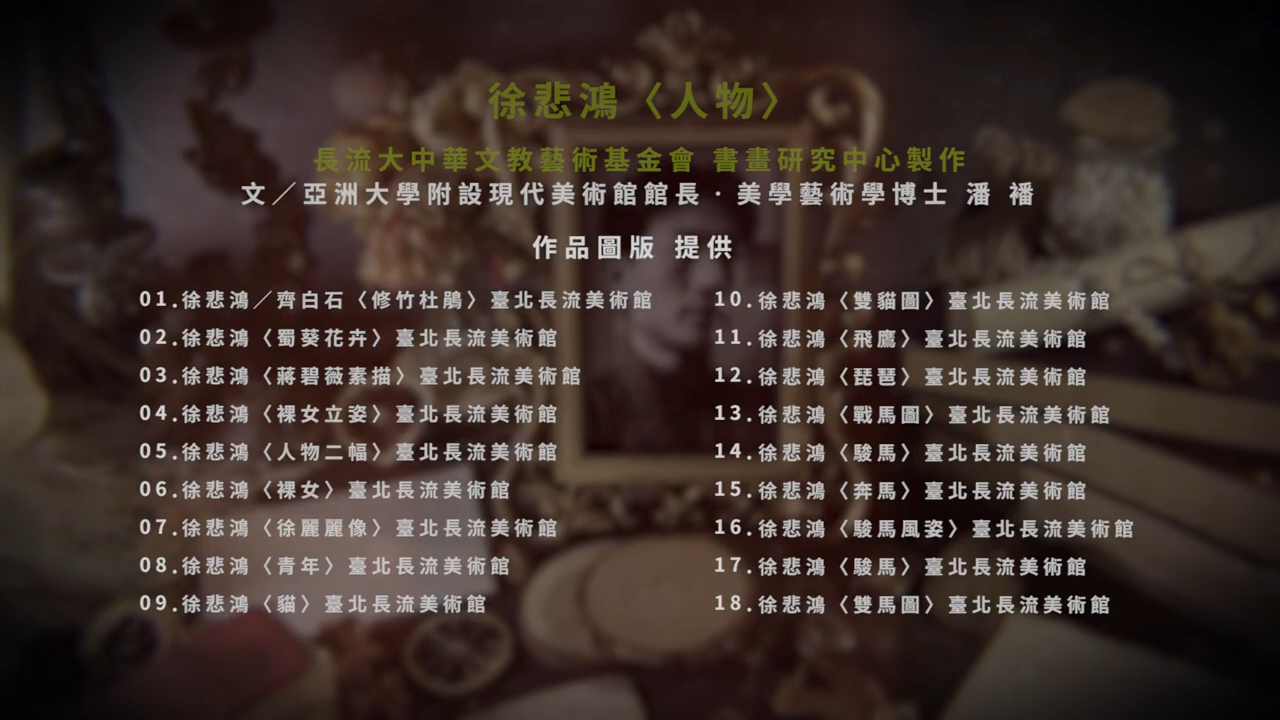 徐悲鴻〈人物〉
長流大中華文教藝術基金會 書畫研究中心製作
文／亞洲大學附設現代美術館館長．美學藝術學博士 潘 襎
作品圖版 提供
01.徐悲鴻／齊白石〈修竹杜鵑〉臺北長流美術館
02.徐悲鴻〈蜀葵花卉〉臺北長流美術館
03.徐悲鴻〈蔣碧薇素描〉臺北長流美術館
04.徐悲鴻〈裸女立姿〉臺北長流美術館
05.徐悲鴻〈人物二幅〉臺北長流美術館
06.徐悲鴻〈裸女〉臺北長流美術館
07.徐悲鴻〈徐麗麗像〉臺北長流美術館
08.徐悲鴻〈青年〉臺北長流美術館
09.徐悲鴻〈貓〉臺北長流美術館
10.徐悲鴻〈雙貓圖〉臺北長流美術館
11.徐悲鴻〈飛鷹〉臺北長流美術館
12.徐悲鴻〈琵琶〉臺北長流美術館
13.徐悲鴻〈戰馬圖〉臺北長流美術館
14.徐悲鴻〈駿馬〉臺北長流美術館
15.徐悲鴻〈奔馬〉臺北長流美術館
16.徐悲鴻〈駿馬風姿〉臺北長流美術館
17.徐悲鴻〈駿馬〉臺北長流美術館
18.徐悲鴻〈雙馬圖〉臺北長流美術館